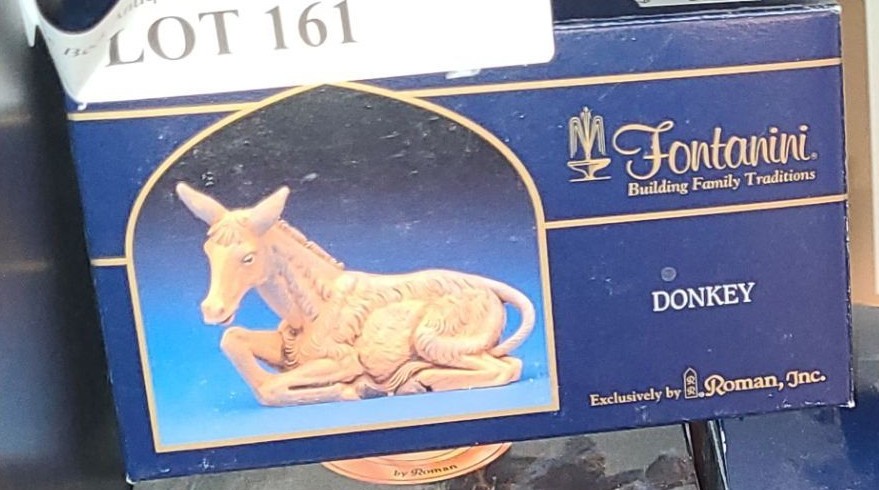 LOT 161
Fontanini®
Building Family Traditions
DONKEY
Exclusively by Roman, Inc.
by Roman